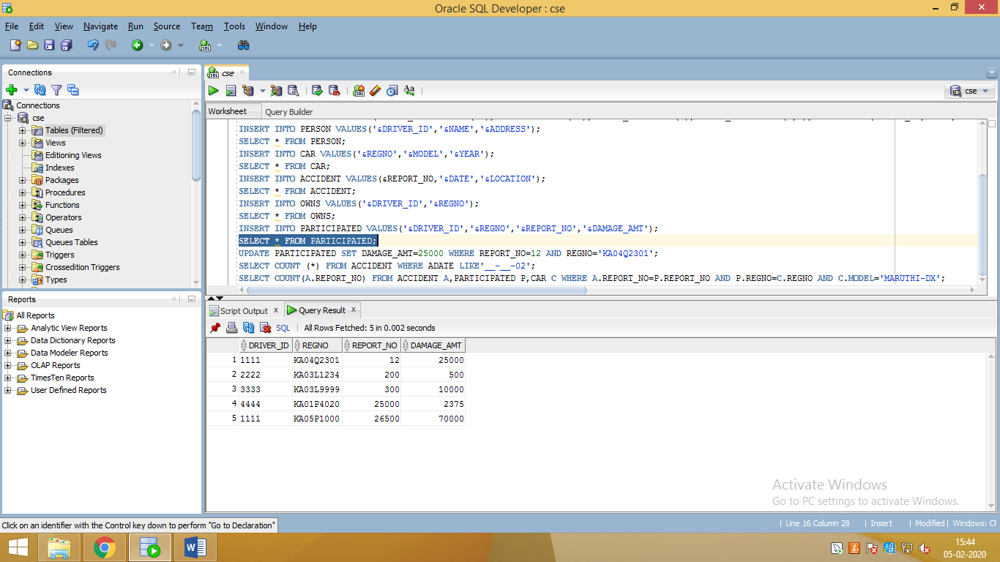 Oracle SQL Developer : cse
File Edit View Navigate Run Source Team Tools Window Help
Connections
Connections
cse
Tables (Filtered)
Views
Editioning Views
Indexes
Packages
Procedures
Functions
Operators
Queues
Queues Tables
Triggers
Crossedition Triggers
Types
Reports
All Reports
Analytic View Reports
Data Dictionary Reports
Data Modeler Reports
OLAP Reports
TimesTen Reports
User Defined Reports
cse
cse
Worksheet Query Builder
INSERT INTO PERSON VALUES('&DRIVER_ID','&NAME','&ADDRESS');
SELECT * FROM PERSON;
INSERT INTO CAR VALUES('&REGNO','&MODEL','&YEAR');
SELECT * FROM CAR;
INSERT INTO ACCIDENT VALUES(&REPORT_NO,'&DATE','&LOCATION');
SELECT * FROM ACCIDENT;
INSERT INTO OWNS VALUES('&DRIVER_ID','&REGNO');
SELECT * FROM OWNS;
INSERT INTO PARTICIPATED VALUES('&DRIVER_ID','&REGNO','&REPORT_NO','&DAMAGE_AMT');
SELECT * FROM PARTICIPATED;
UPDATE PARTICIPATED SET DAMAGE_AMT=25000 WHERE REPORT_NO=12 AND REGNO='KA04Q2301';
SELECT COUNT (*) FROM ACCIDENT WHERE ADATE LIKE'__-__-02';
SELECT COUNT(A.REPORT_NO) FROM ACCIDENT A,PARTICIPATED P,CAR C WHERE A.REPORT_NO=P.REPORT_NO AND P.REGNO=C.REGNO AND C.MODEL='MARUTHI-DX';
Script Output Query Result
SQL All Rows Fetched: 5 in 0.002 seconds
DRIVER_ID REGNO REPORT_NO DAMAGE_AMT
1 1111 KA04Q2301 12 25000
2 2222 KA03L1234 200 500
3 3333 KA03L9999 300 10000
4 4444 KA01P4020 25000 2375
5 1111 KA05P1000 26500 70000
Activate Windows
Go to PC settings to activate Windows.
Click on an identifier with the Control key down to perform "Go to Declaration"
Line 16 Column 28 Insert Modified Windows: CF
15:44
05-02-2020